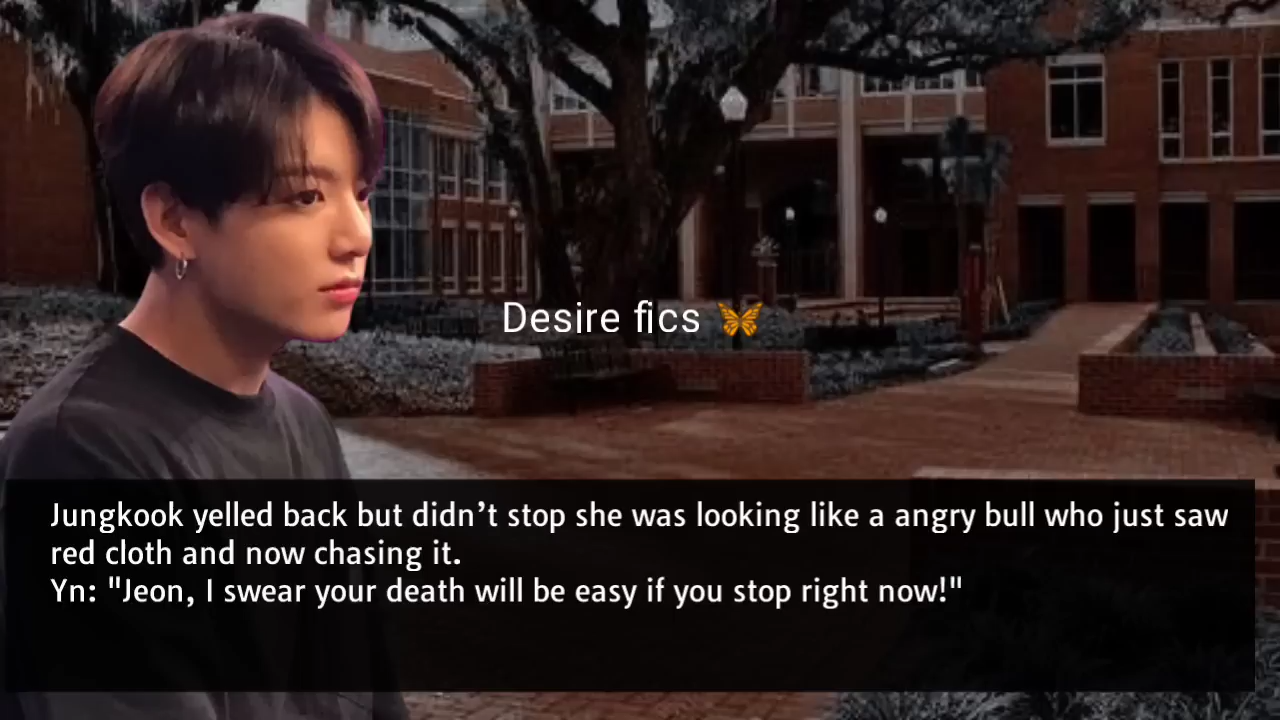 Desire fics 🦋
Jungkook yelled back but didn’t stop she was looking like a angry bull who just saw
red cloth and now chasing it.
Yn: "Jeon, I swear your death will be easy if you stop right now!"